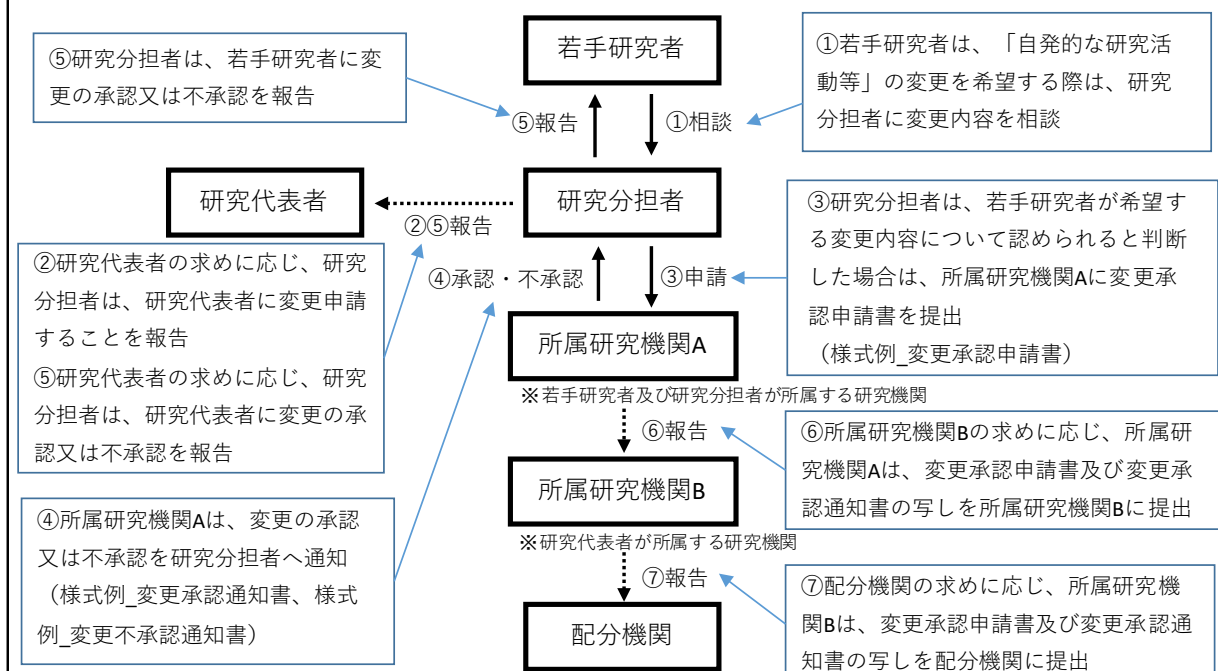 若手研究者
⑤研究分担者は、若手研究者に変
更の承認又は不承認を報告
①若手研究者は、「自発的な研究活
動等」の変更を希望する際は、研究
分担者に変更内容を相談
⑤報告
①相談
研究代表者
研究分担者
②⑤報告
③研究分担者は、若手研究者が希望す
る変更内容について認められると判断
した場合は、所属研究機関Aに変更承
認申請書を提出
（様式例_変更承認申請書）
②研究代表者の求めに応じ、研究
分担者は、研究代表者に変更申請
することを報告
⑤研究代表者の求めに応じ、研究
分担者は、研究代表者に変更の承
認又は不承認を報告
④承認・不承認
③申請
所属研究機関A
※若手研究者及び研究分担者が所属する研究機関
⑥報告
⑥所属研究機関Bの求めに応じ、所属研
究機関Aは、変更承認申請書及び変更承
認通知書の写しを所属研究機関Bに提出
所属研究機関B
※研究代表者が所属する研究機関
④所属研究機関Aは、変更の承認
又は不承認を研究分担者へ通知
（様式例_変更承認通知書、様式
例_変更不承認通知書）
⑦報告
⑦配分機関の求めに応じ、所属研究機
関Bは、変更承認申請書及び変更承認通
知書の写しを配分機関に提出
配分機関